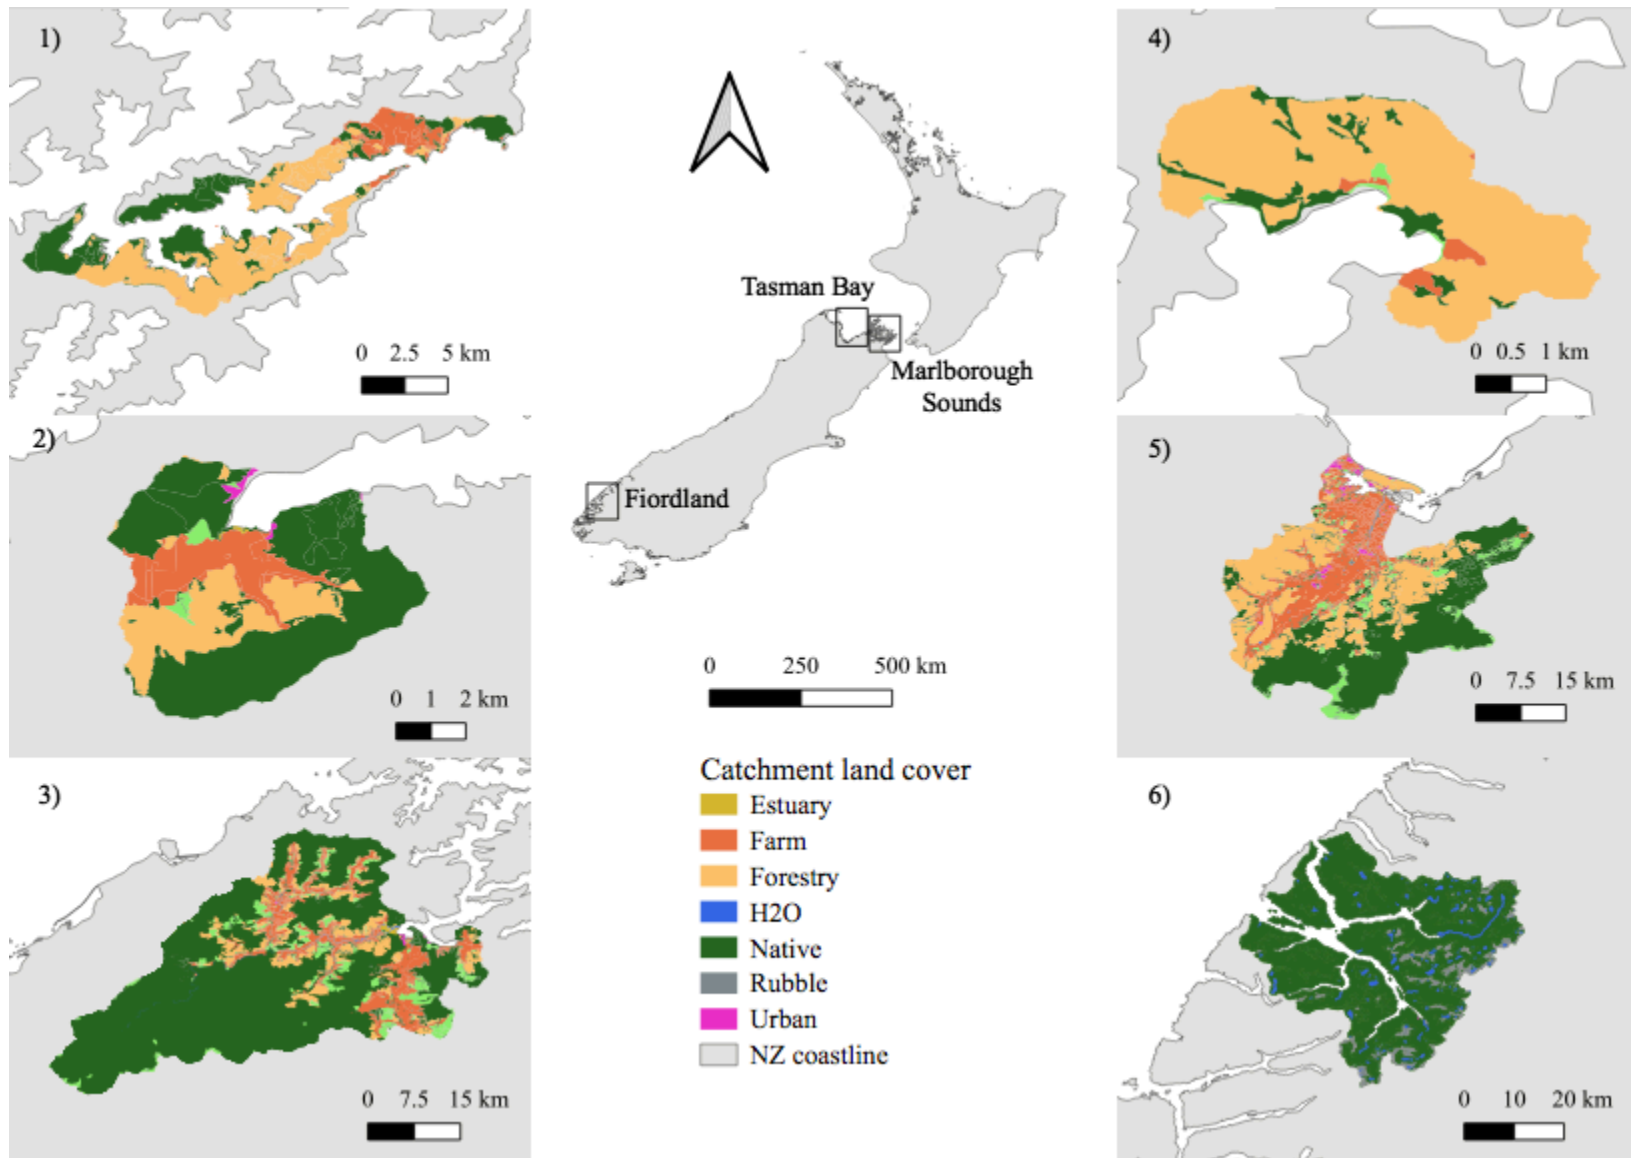 1)
0 2.5 5 km
2)
0 1 2 km
3)
0 7.5 15 km
Tasman Bay
Marlborough
Sounds
Fiordland
0 250 500 km
Catchment land cover
Estuary
Farm
Forestry
H2O
Native
Rubble
Urban
NZ coastline
4)
0 0.5 1 km
5)
0 7.5 15 km
6)
0 10 20 km